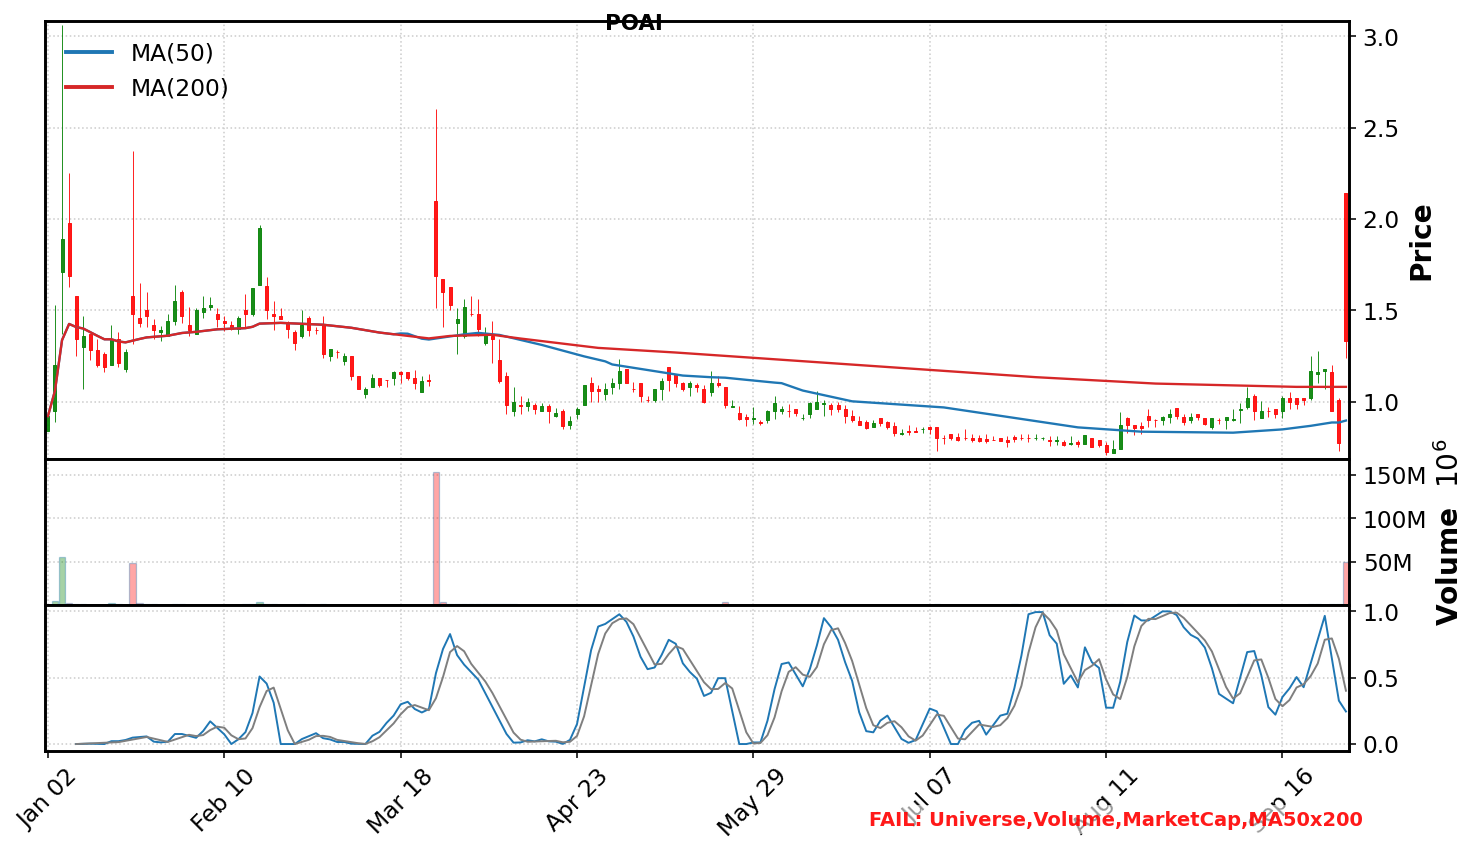 POAI
MA(50)
MA(200)
3.0
2.5
2.0
1.5
1.0
Price
150M
100M
50M
Volume 10⁶
1.0
0.5
0.0
Jan 02
Feb 10
Mar 18
Apr 23
May 29
Jul 07
Aug 11
Sep 16
FAIL: Universe,Volume,MarketCap,MA50x200